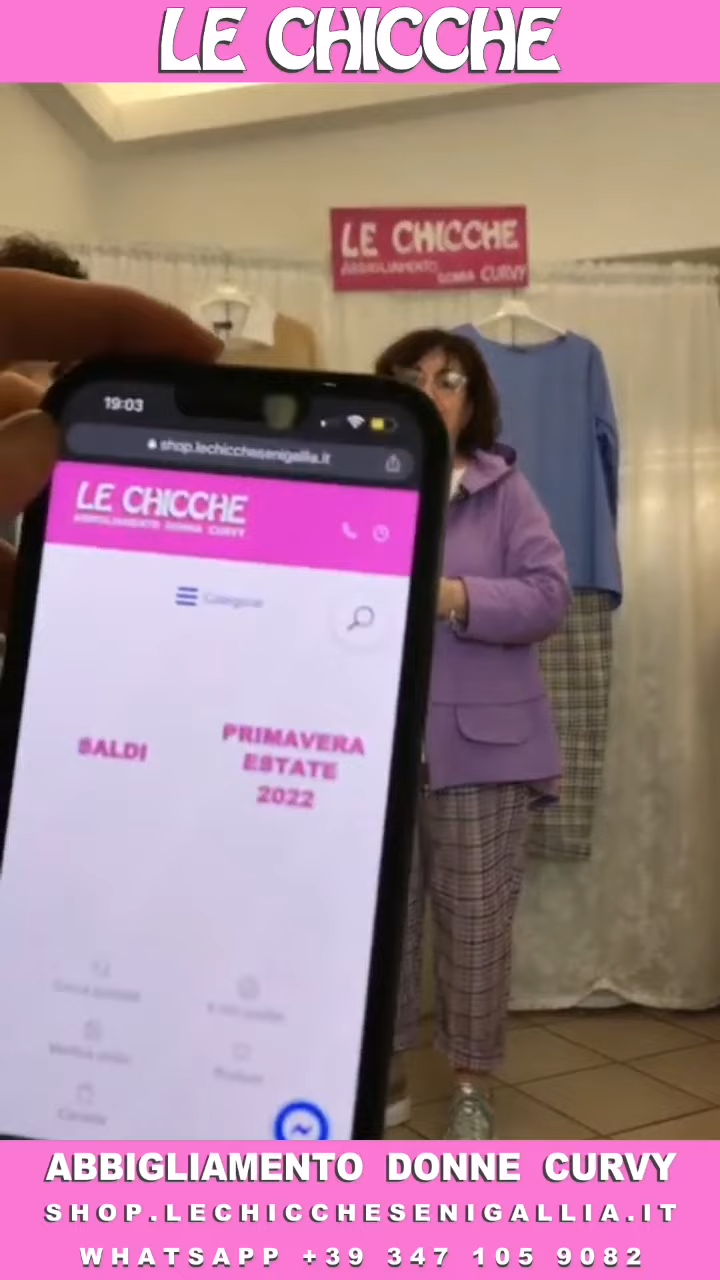 LE CHICCHE
LE CHICCHE
ABBIGLIAMENTO
DONNA CURVY
19:03
shop.lechicchesenigallia.it
LE CHICCHE
ABBIGLIAMENTO DONNA CURVY
Categorie
SALDI
PRIMAVERA
ESTATE
2022
ABBIGLIAMENTO DONNE CURVY
SHOP.LECHICCHESENIGALLIA.IT
WHATSAPP +39 347 105 9082